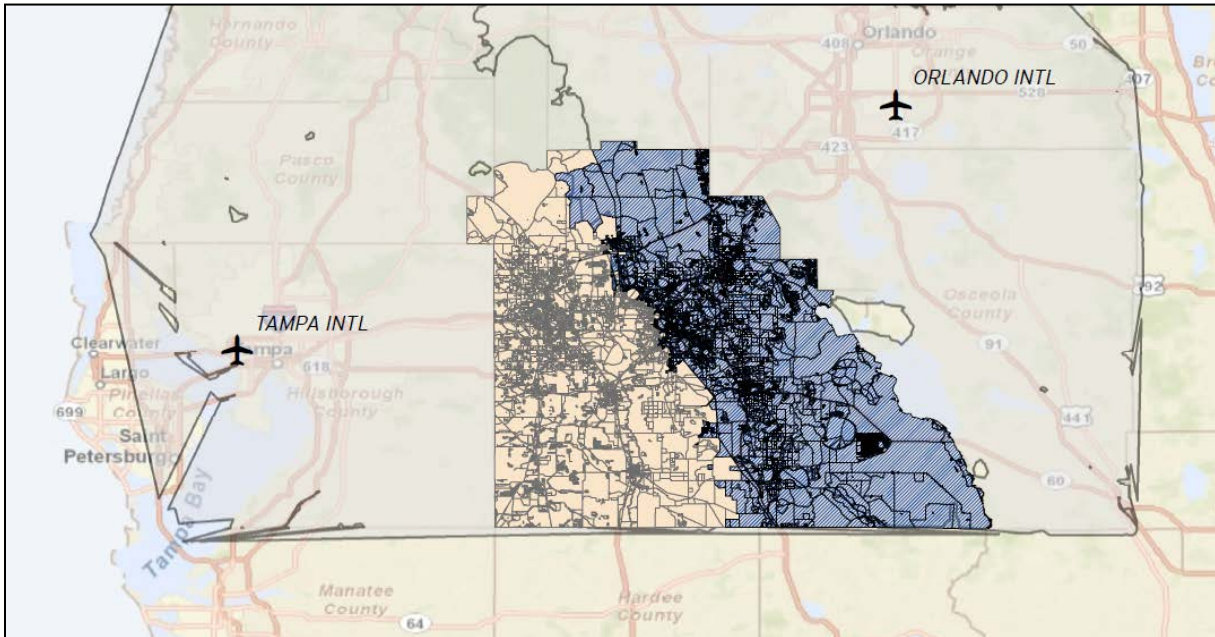 Hernando
County
408
Orlando
50
Orange
ORLANDO INTL
407
528
417
423
Pasco
County
Osceola
County
92
TAMPA INTL
Clearwater
Largo
Tampa
618
Hillsborough
County
91
Pinellas
County
699
Saint
Petersburg
441
60
Tampa Bay
Manatee
County
64
Hardee
County